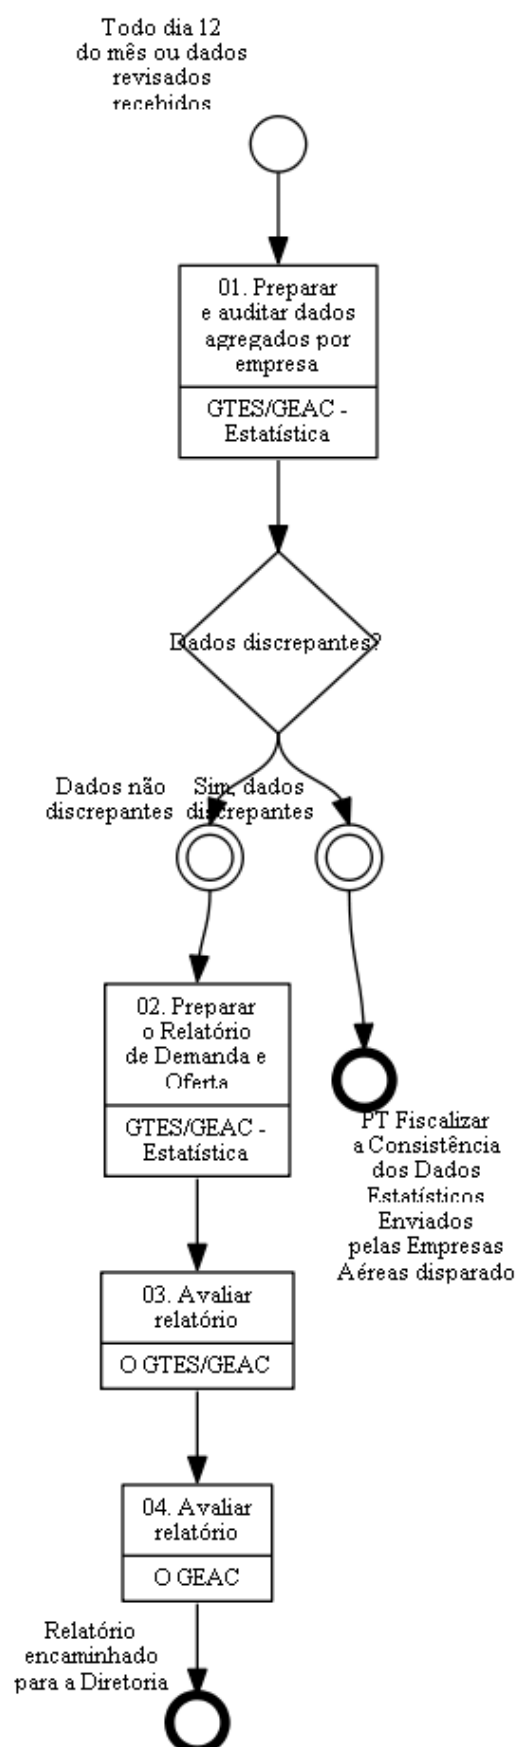 Todo dia 12
do mês ou dados
revisados
recebidos
01. Preparar
e auditar dados
agregados por
empresa
GTES/GEAC -
Estatística
Dados discrepantes?
Dados não
discrepantes
Sim, dados
discrepantes
02. Preparar
o Relatório
de Demanda e
Oferta
GTES/GEAC -
Estatística
PT Fiscalizar
a Consistência
dos Dados
Estatísticos
Enviados
pelas Empresas
Aéreas disparado
03. Avaliar
relatório
O GTES/GEAC
04. Avaliar
relatório
O GEAC
Relatório
encaminhado
para a Diretoria